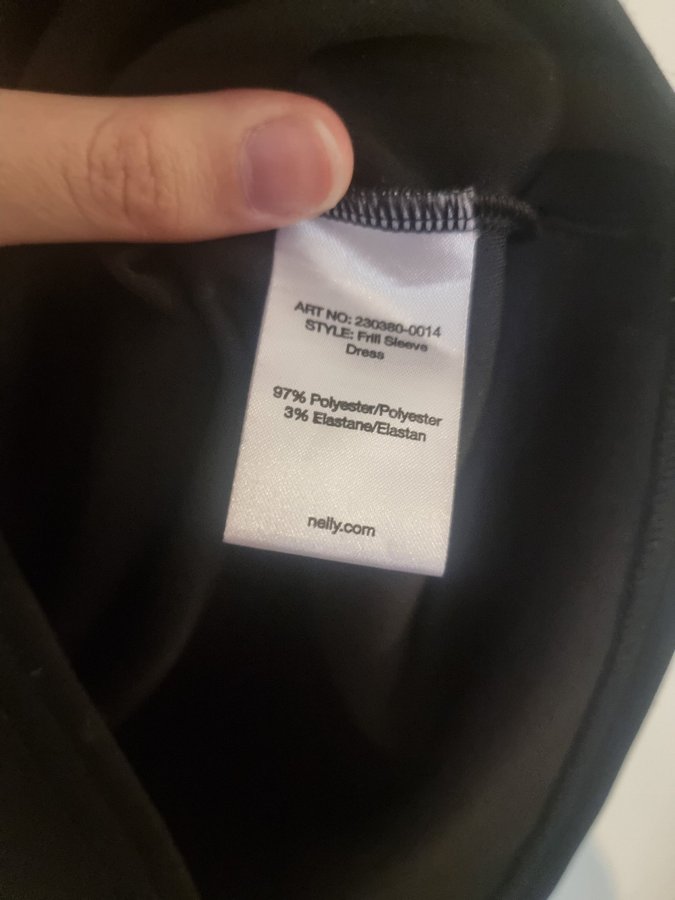 ART NO: 230380-0014
STYLE: Frill Sleeve
Dress
97% Polyester/Polyester
3% Elastane/Elastan
nelly.com